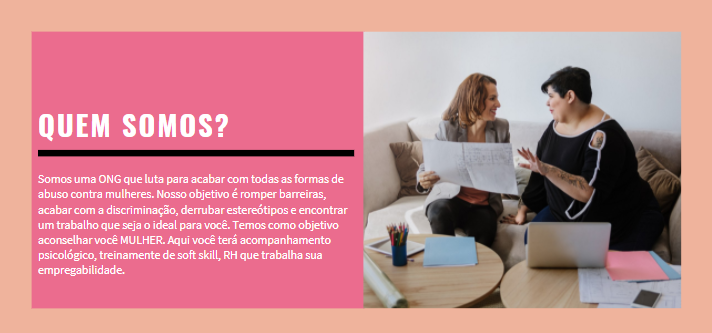 QUEM SOMOS?
Somos uma ONG que luta para acabar com todas as formas de
abuso contra mulheres. Nosso objetivo é romper barreiras,
acabar com a discriminação, derrubar estereótipos e encontrar
um trabalho que seja o ideal para você. Temos como objetivo
aconselhar você MULHER. Aqui você terá acompanhamento
psicológico, treinamente de soft skill, RH que trabalha sua
empregabilidade.